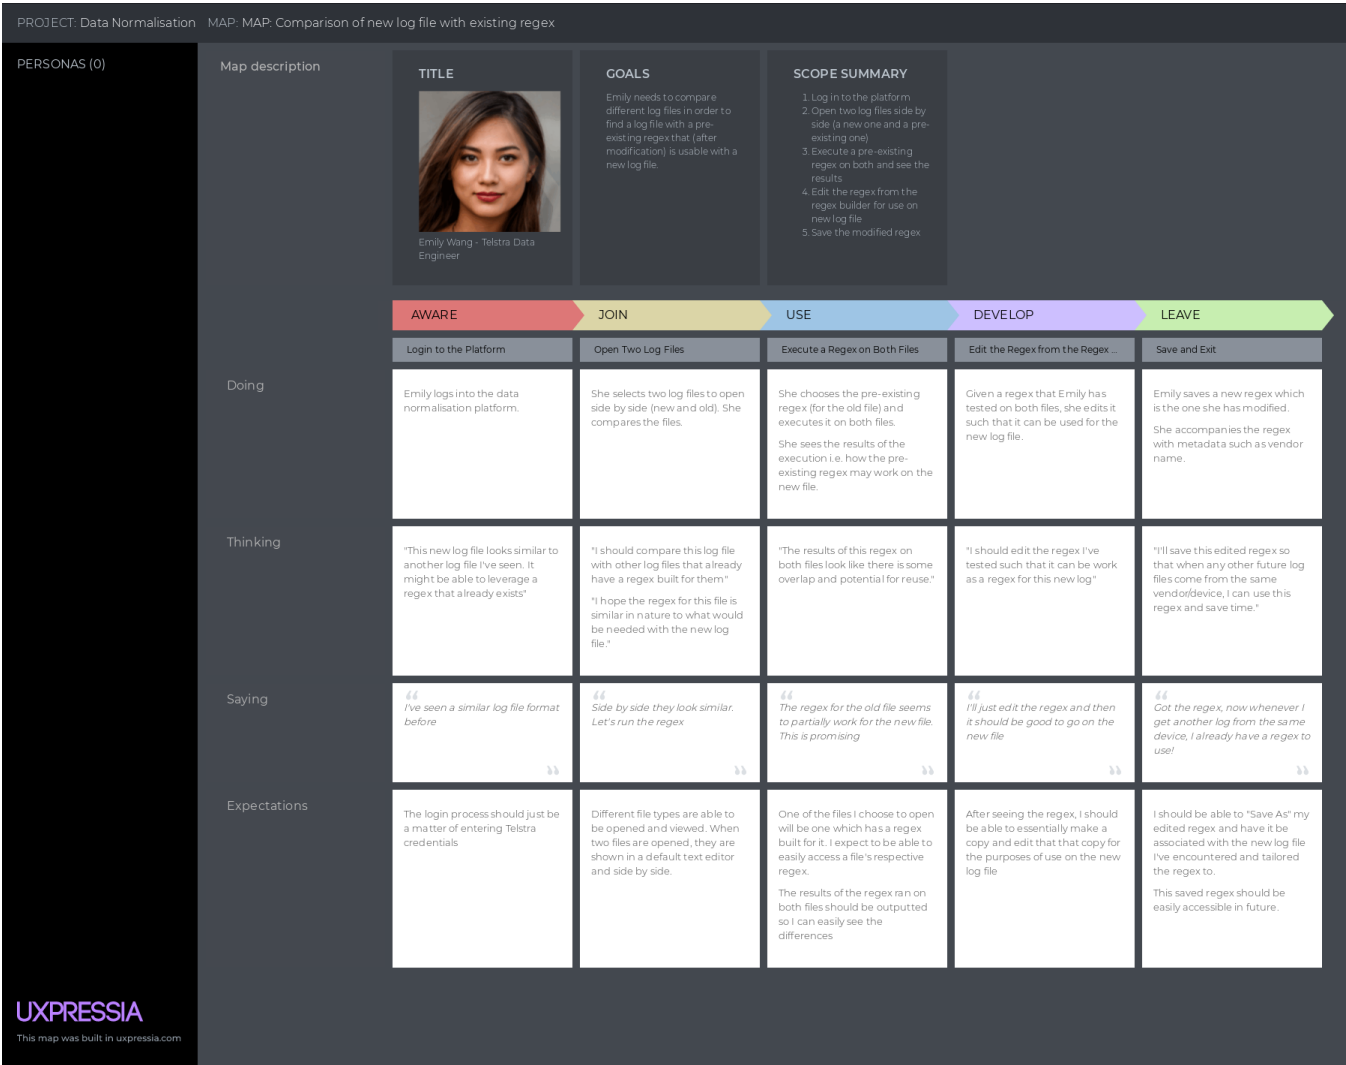 PROJECT: Data Normalisation MAP: MAP: Comparison of new log file with existing regex
PERSONAS (0)
Map description
TITLE
Emily Wang - Telstra Data
Engineer
GOALS
Emily needs to compare
different log files in order to
find a log file with a pre-
existing regex that (after
modification) is usable with a
new log file.
SCOPE SUMMARY
1. Log in to the platform
2. Open two log files side by
side (a new one and a pre-
existing one)
3. Execute a pre-existing
regex on both and see the
results
4. Edit the regex from the
regex builder for use on
new log file
5. Save the modified regex
AWARE
JOIN
USE
DEVELOP
LEAVE
Login to the Platform
Open Two Log Files
Execute a Regex on Both Files
Edit the Regex from the Regex ...
Save and Exit
Doing
Emily logs into the data
normalisation platform.
She selects two log files to open
side by side (new and old). She
compares the files.
She chooses the pre-existing
regex (for the old file) and
executes it on both files.
She sees the results of the
execution i.e. how the pre-
existing regex may work on the
new file.
Given a regex that Emily has
tested on both files, she edits it
such that it can be used for the
new log file.
Emily saves a new regex which
is the one she has modified.
She accompanies the regex
with metadata such as vendor
name.
Thinking
"This new log file looks similar to
another log file I've seen. It
might be able to leverage a
regex that already exists"
"I should compare this log file
with other log files that already
have a regex built for them"
"I hope the regex for this file is
similar in nature to what would
be needed with the new log
file."
"The results of this regex on
both files look like there is some
overlap and potential for reuse."
"I should edit the regex I've
tested such that it can be work
as a regex for this new log"
"I'll save this edited regex so
that when any other future log
files come from the same
vendor/device, I can use this
regex and save time."
Saying
“
I've seen a similar log file format
before
”
“
Side by side they look similar.
Let's run the regex
”
“
The regex for the old file seems
to partially work for the new file.
This is promising
”
“
I'll just edit the regex and then
it should be good to go on the
new file
”
“
Got the regex, now whenever I
get another log from the same
device, I already have a regex to
use!
”
Expectations
The login process should just be
a matter of entering Telstra
credentials
Different file types are able to
be opened and viewed. When
two files are opened, they are
shown in a default text editor
and side by side.
One of the files I choose to open
will be one which has a regex
built for it. I expect to be able to
easily access a file's respective
regex.
The results of the regex ran on
both files should be outputted
so I can easily see the
differences
After seeing the regex, I should
be able to essentially make a
copy and edit that that copy for
the purposes of use on the new
log file
I should be able to "Save As" my
edited regex and have it be
associated with the new log file
I've encountered and tailored
the regex to.
This saved regex should be
easily accessible in future.
UXPRESSIA
This map was built in uxpressia.com